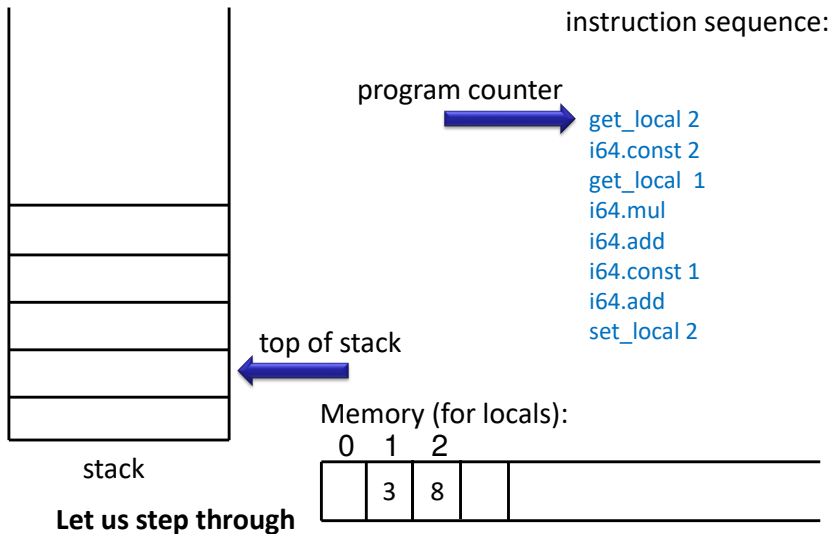 instruction sequence:
program counter
get_local 2
i64.const 2
get_local  1
i64.mul
i64.add
i64.const 1
i64.add
set_local 2
top of stack
Memory (for locals):
0 1 2
3 8
stack
Let us step through